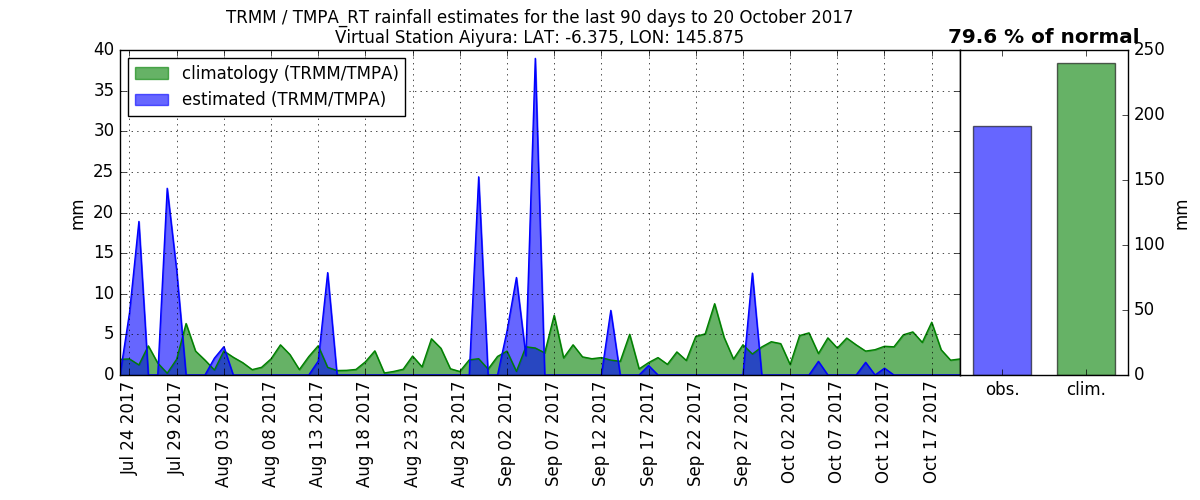 TRMM / TMPA_RT rainfall estimates for the last 90 days to 20 October 2017
Virtual Station Aiyura: LAT: -6.375, LON: 145.875
79.6 % of normal
climatology (TRMM/TMPA)
estimated (TRMM/TMPA)
40
35
30
25
20
15
10
5
0
mm
Jul 24 2017
Jul 29 2017
Aug 03 2017
Aug 08 2017
Aug 13 2017
Aug 18 2017
Aug 23 2017
Aug 28 2017
Sep 02 2017
Sep 07 2017
Sep 12 2017
Sep 17 2017
Sep 22 2017
Sep 27 2017
Oct 02 2017
Oct 07 2017
Oct 12 2017
Oct 17 2017
250
200
150
100
50
0
mm
obs.
clim.